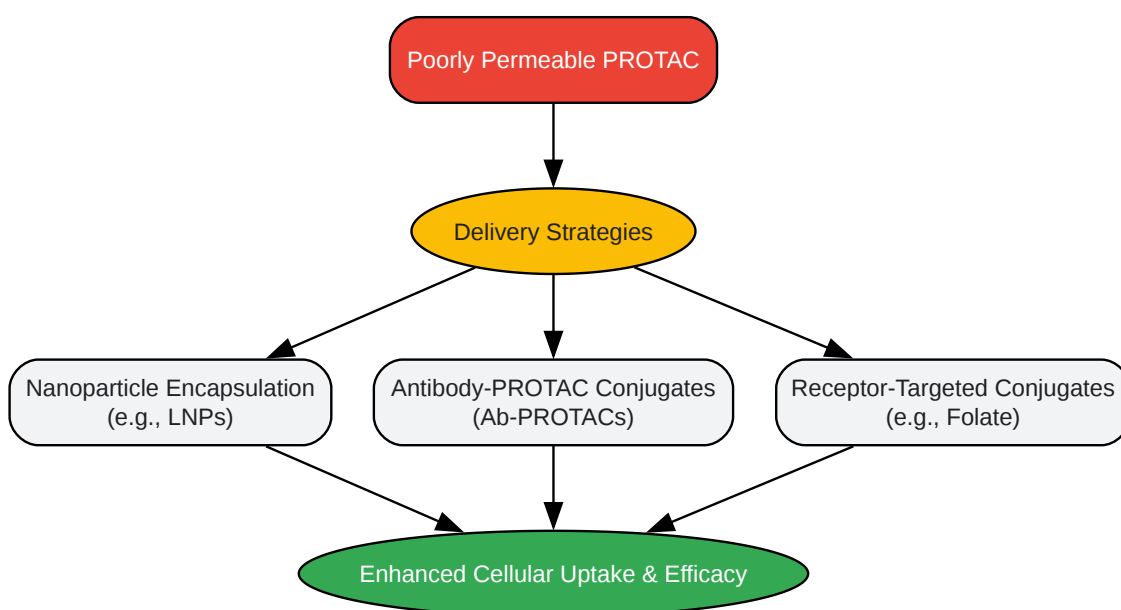 Poorly Permeable PROTAC
Delivery Strategies
Nanoparticle Encapsulation
(e.g., LNPs)
Antibody-PROTAC Conjugates
(Ab-PROTACs)
Receptor-Targeted Conjugates
(e.g., Folate)
Enhanced Cellular Uptake & Efficacy